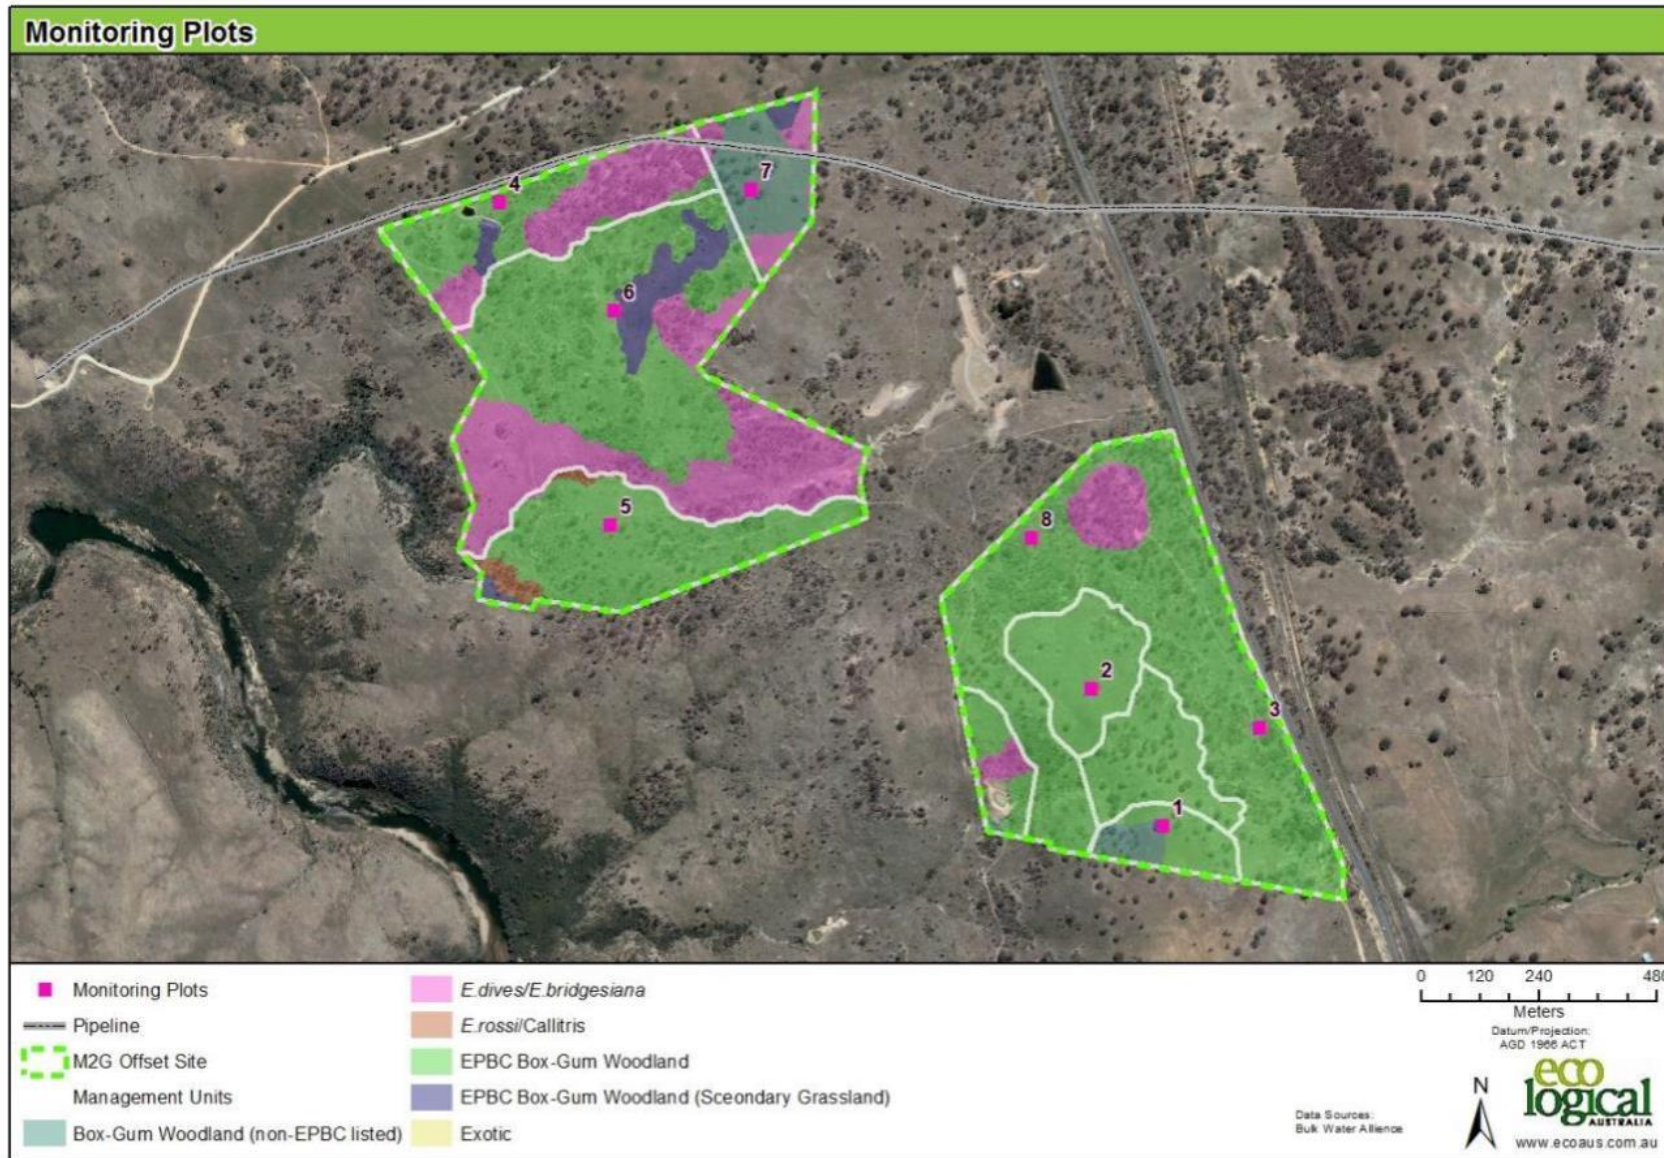 Monitoring Plots
4
7
6
5
8
2
3
1
Monitoring Plots
Pipeline
M2G Offset Site
Management Units
Box-Gum Woodland (non-EPBC listed)
E.dives/E.bridgesiana
E.rossi/Callitris
EPBC Box-Gum Woodland
EPBC Box-Gum Woodland (Sceondary Grassland)
Exotic
0 120 240 480
Meters
Datum/Projection:
AGD 1966 ACT
N
Data Sources:
Bulk Water Allience
eco
logical
AUSTRALIA
www.ecoaus.com.au